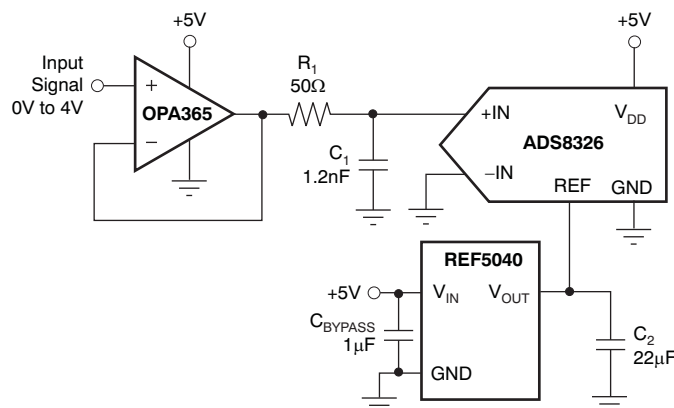 +5V
Input
Signal
0V to 4V
+
−
OPA365
R1
50Ω
C1
1.2nF
+5V
+IN
−IN
VDD
ADS8326
REF
GND
REF5040
+5V
VIN
VOUT
CBYPASS
1μF
GND
C2
22μF